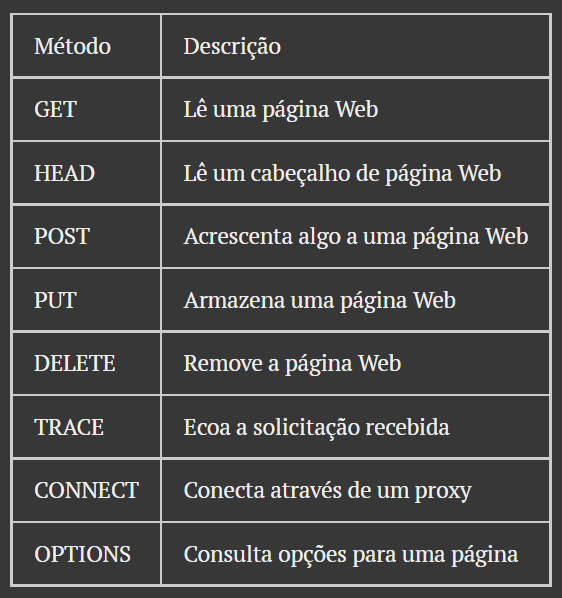 Método Descrição
GET Lê uma página Web
HEAD Lê um cabeçalho de página Web
POST Acrescenta algo a uma página Web
PUT Armazena uma página Web
DELETE Remove a página Web
TRACE Ecoa a solicitação recebida
CONNECT Conecta através de um proxy
OPTIONS Consulta opções para uma página